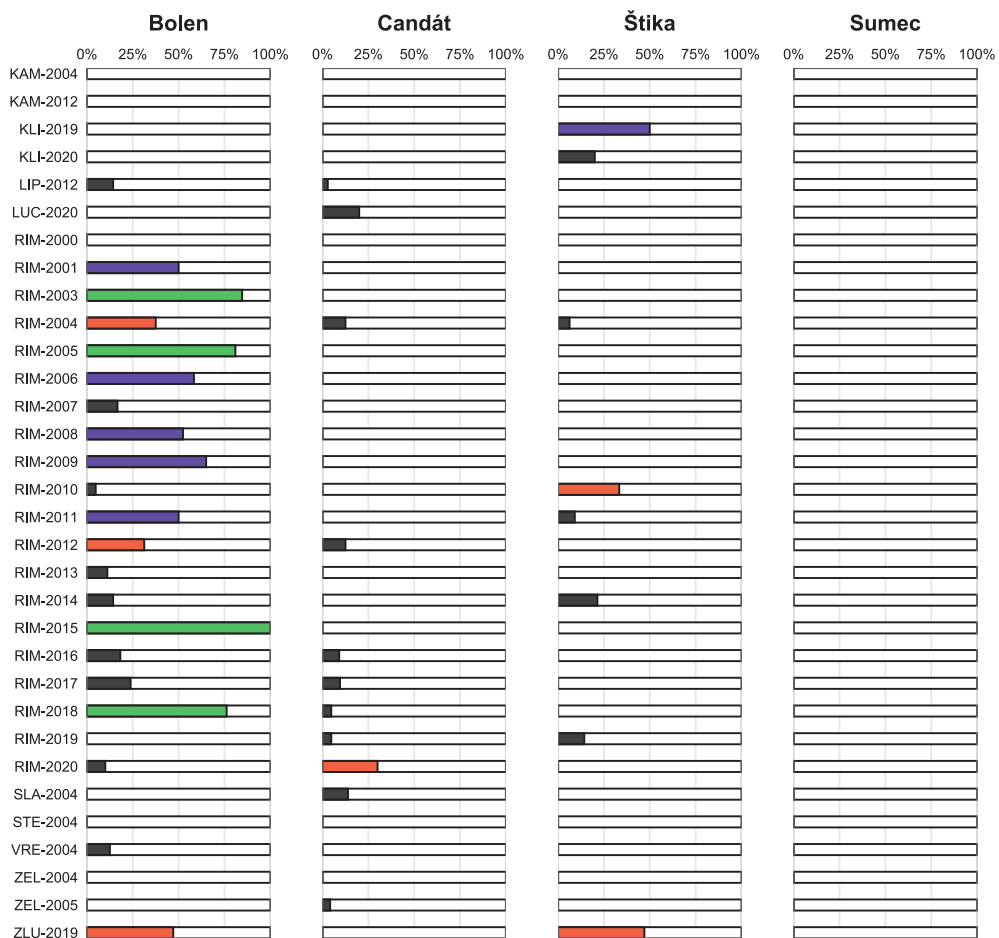 Bolen Candát Štika Sumec
0% 25% 50% 75% 100% 0% 25% 50% 75% 100% 0% 25% 50% 75% 100% 0% 25% 50% 75% 100%
KAM-2004
KAM-2012
KLI-2019
KLI-2020
LIP-2012
LUC-2020
RIM-2000
RIM-2001
RIM-2003
RIM-2004
RIM-2005
RIM-2006
RIM-2007
RIM-2008
RIM-2009
RIM-2010
RIM-2011
RIM-2012
RIM-2013
RIM-2014
RIM-2015
RIM-2016
RIM-2017
RIM-2018
RIM-2019
RIM-2020
SLA-2004
STE-2004
VRE-2004
ZEL-2004
ZEL-2005
ZLU-2019